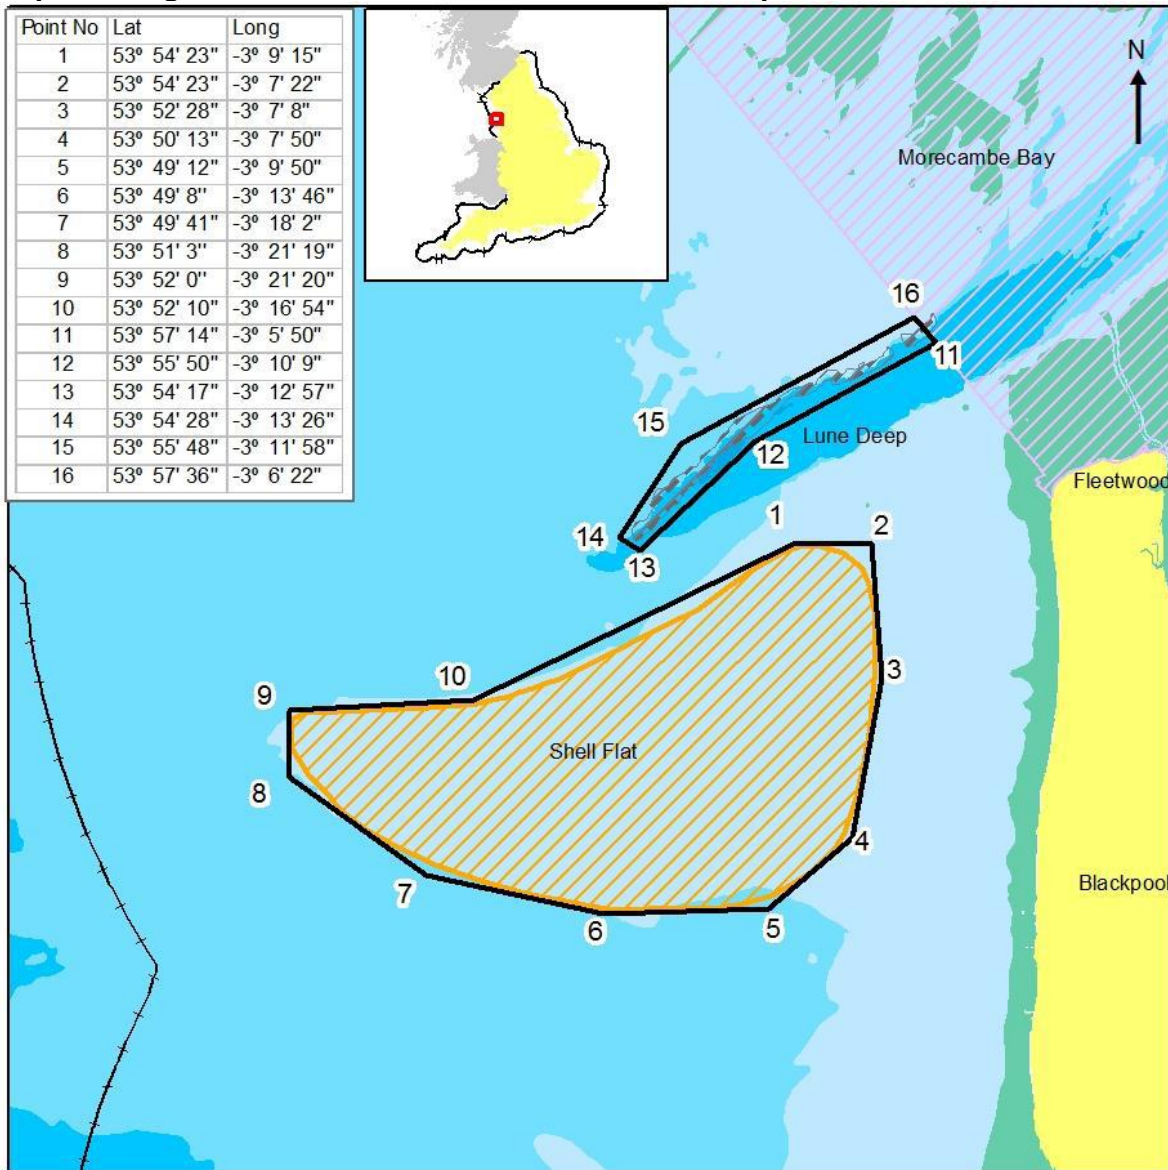 Point No Lat Long
1 53º 54' 23" -3º 9' 15"
2 53º 54' 23" -3º 7' 22"
3 53º 52' 28" -3º 7' 8"
4 53º 50' 13" -3º 7' 50"
5 53º 49' 12" -3º 9' 50"
6 53º 49' 8" -3º 13' 46"
7 53º 49' 41" -3º 18' 2"
8 53º 51' 3" -3º 21' 19"
9 53º 52' 0" -3º 21' 20"
10 53º 52' 10" -3º 16' 54"
11 53º 57' 14" -3º 5' 50"
12 53º 55' 50" -3º 10' 9"
13 53º 54' 17" -3º 12' 57"
14 53º 54' 28" -3º 13' 26"
15 53º 55' 48" -3º 11' 58"
16 53º 57' 36" -3º 6' 22"
N
Morecambe Bay
16
11
15
Lune Deep
12
Fleetwood
1
2
14
13
3
10
9
Shell Flat
8
4
7
Blackpool
6
5